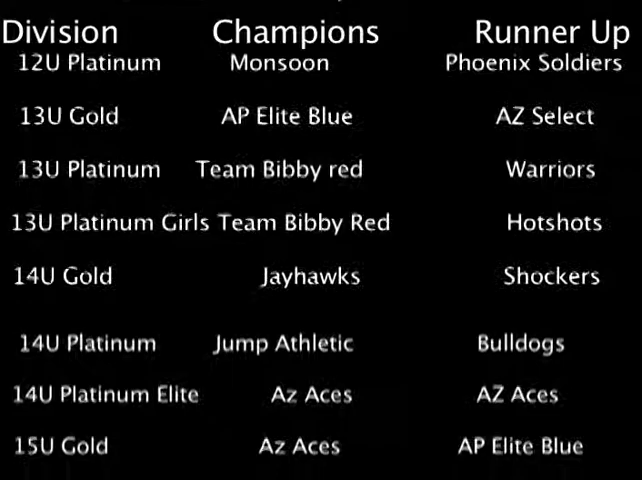 Division Champions Runner Up
12U Platinum Monsoon Phoenix Soldiers
13U Gold AP Elite Blue AZ Select
13U Platinum Team Bibby red Warriors
13U Platinum Girls Team Bibby Red Hotshots
14U Gold Jayhawks Shockers
14U Platinum Jump Athletic Bulldogs
14U Platinum Elite Az Aces AZ Aces
15U Gold Az Aces AP Elite Blue